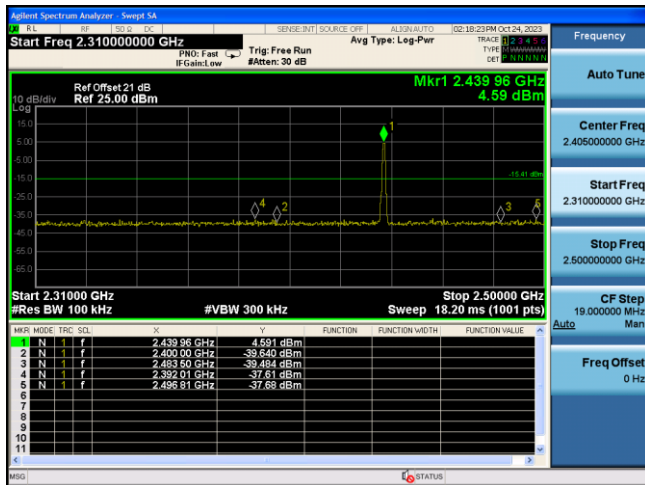 Agilent Spectrum Analyzer - Swept SA
RL RF 50 Ω DC SENSE:INT SOURCE OFF ALIGNAUTO 02:18:23PM Oct 24, 2023
Start Freq 2.310000000 GHz
PNO: Fast
IFGain:Low
Trig: Free Run
#Atten: 30 dB
Avg Type: Log-Pwr
TRACE 1 2 3 4 5 6
TYPE
DET P N N N N N
Ref Offset 21 dB
Ref 25.00 dBm
10 dB/div
Log
Mkr1 2.439 96 GHz
4.59 dBm
15.0
5.00
-5.00
-15.0
-25.0
-35.0
-45.0
-55.0
-65.0
-15.41 dBm
1
4
2
3
5
Start 2.31000 GHz
Stop 2.50000 GHz
#Res BW 100 kHz
#VBW 300 kHz
Sweep 18.20 ms (1001 pts)
MKR MODE TRC SCL X Y FUNCTION FUNCTION WIDTH FUNCTION VALUE
1 N 1 f 2.439 96 GHz 4.591 dBm
2 N 1 f 2.400 00 GHz -39.640 dBm
3 N 1 f 2.483 50 GHz -39.484 dBm
4 N 1 f 2.392 01 GHz -37.61 dBm
5 N 1 f 2.496 81 GHz -37.68 dBm
6
7
8
9
10
11
MSG
STATUS
Frequency
Auto Tune
Center Freq
2.405000000 GHz
Start Freq
2.310000000 GHz
Stop Freq
2.500000000 GHz
CF Step
19.000000 MHz
Auto Man
Freq Offset
0 Hz